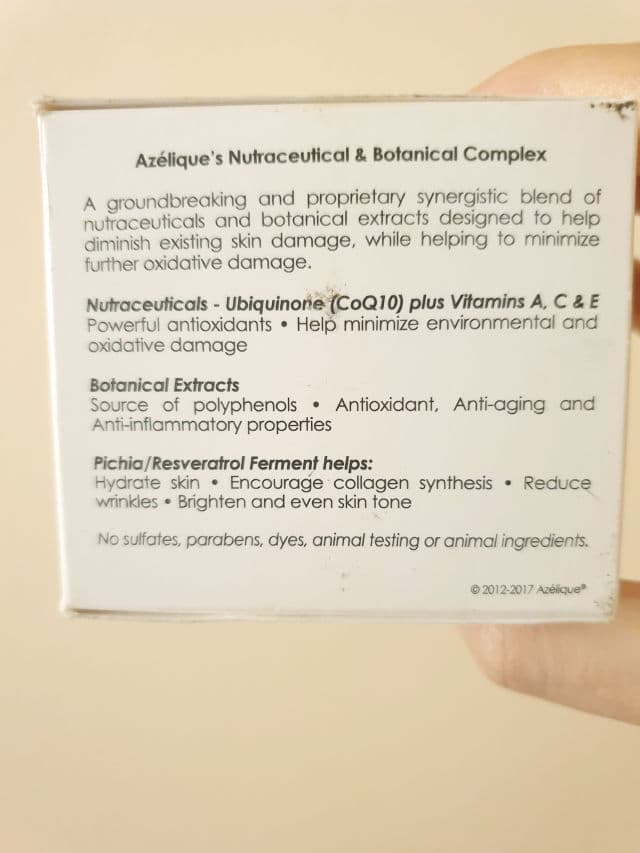 Azélique's Nutraceutical & Botanical Complex
A groundbreaking and proprietary synergistic blend of
nutraceuticals and botanical extracts designed to help
diminish existing skin damage, while helping to minimize
further oxidative damage.
Nutraceuticals - Ubiquinone (CoQ10) plus Vitamins A, C & E
Powerful antioxidants • Help minimize environmental and
oxidative damage
Botanical Extracts
Source of polyphenols • Antioxidant, Anti-aging and
Anti-inflammatory properties
Pichia/Resveratrol Ferment helps:
Hydrate skin • Encourage collagen synthesis • Reduce
wrinkles • Brighten and even skin tone
No sulfates, parabens, dyes, animal testing or animal ingredients.
© 2012-2017 Azélique®